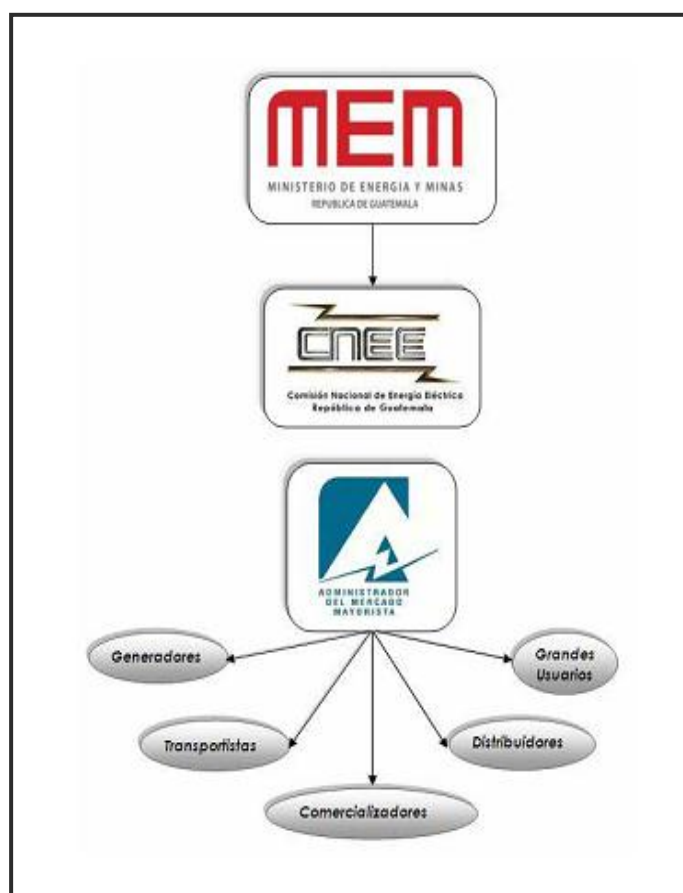 MEM
MINISTERIO DE ENERGIA Y MINAS
REPUBLICA DE GUATEMALA
CNEE
Comisión Nacional de Energía Eléctrica
República de Guatemala
ADMINISTRADOR
DEL MERCADO
MAYORISTA
Generadores
Grandes
Usuarios
Transportistas
Distribuidores
Comercializadores